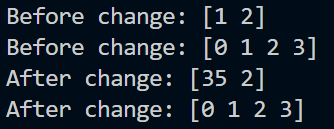 Before change: [1 2]
Before change: [0 1 2 3]
After change: [35 2]
After change: [0 1 2 3]